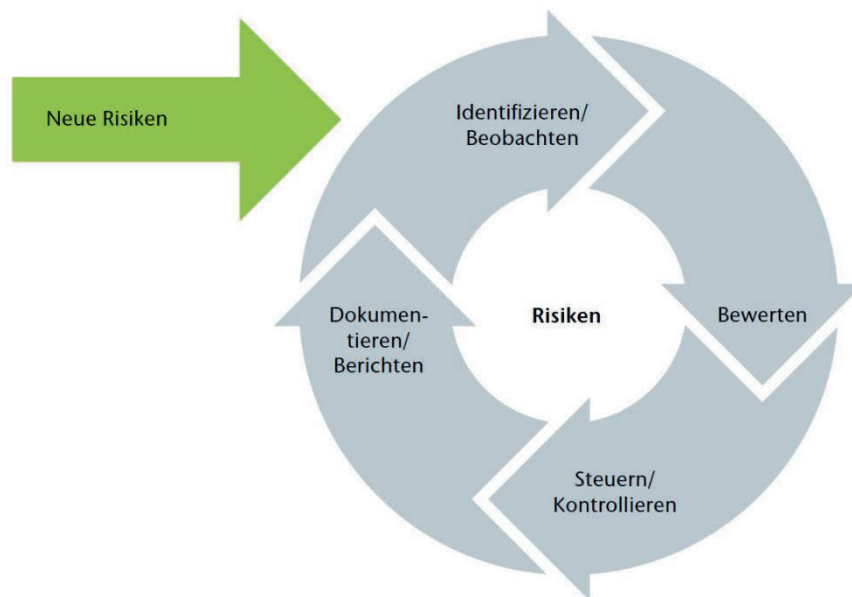 Neue Risiken
Identifizieren/
Beobachten
Bewerten
Steuern/
Kontrollieren
Dokumen-
tieren/
Berichten
Risiken